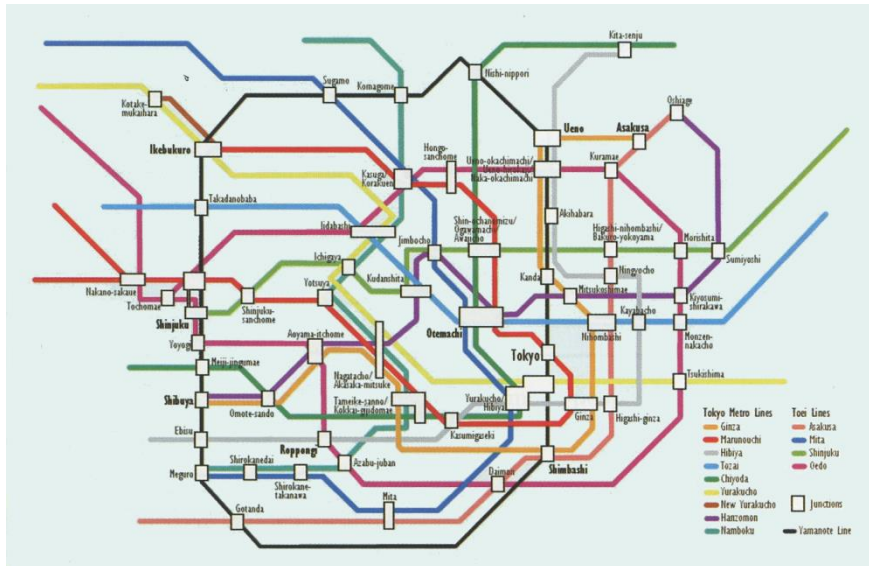 Kita-senju
Nishi-nippori
Sugamo
Komagome
Kotake-
mukaihara
Oshiage
Ueno
Asakusa
Ikebukuro
Hongo-
sanchome
Ueno-okachimachi/
Ueno-hirokoji/
Naka-okachimachi
Kuramae
Kasuga/
Korakuen
Takadanobaba
Akihabara
Iidabashi
Jimbocho
Shin-ochanomizu/
Ogawamachi/
Awajicho
Higashi-nihombashi/
Bakuro-yokoyama
Morishita
Sumiyoshi
Ichigaya
Kudanshita
Kanda
Ningyocho
Nakano-sakaue
Tochomae
Shinjuku
Shinjuku-
sanchome
Yotsuya
Mitsukoshimae
Kiyosumi-
shirakawa
Otemachi
Kayabacho
Nihombashi
Monzen-
nakacho
Yoyogi
Aoyama-itchome
Tokyo
Meiji-jingumae
Nagatacho/
Akasaka-mitsuke
Tsukishima
Shibuya
Omote-sando
Tameike-sanno/
Kokkai-gijidomae
Yurakucho/
Hibiya
Ginza
Higashi-ginza
Kasumigaseki
Ebisu
Roppongi
Azabu-juban
Shimbashi
Meguro
Shirokanedai
Shirokane-
takanawa
Daimon
Mita
Gotanda
Tokyo Metro Lines
Ginza
Marunouchi
Hibiya
Tozai
Chiyoda
Yurakucho
New Yurakucho
Hanzomon
Namboku
Toei Lines
Asakusa
Mita
Shinjuku
Oedo
Junctions
Yamanote Line